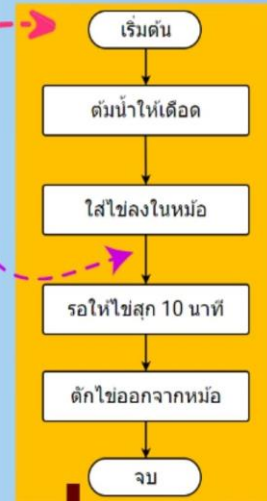 เริ่มต้น
ต้มน้ำให้เดือด
ใส่ไข่ลงในหม้อ
รอให้ไข่สุก 10 นาที
ตักไข่ออกจากหม้อ
จบ